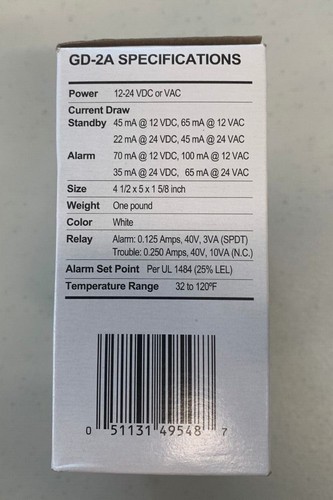 GD-2A SPECIFICATIONS
Power 12-24 VDC or VAC
Current Draw
Standby 45 mA @ 12 VDC, 65 mA @ 12 VAC
22 mA @ 24 VDC, 45 mA @ 24 VAC
Alarm 70 mA @ 12 VDC, 100 mA @ 12 VAC
35 mA @ 24 VDC, 65 mA @ 24 VAC
Size 4 1/2 x 5 x 1 5/8 inch
Weight One pound
Color White
Relay Alarm: 0.125 Amps, 40V, 3VA (SPDT)
Trouble: 0.250 Amps, 40V, 10VA (N.C.)
Alarm Set Point Per UL 1484 (25% LEL)
Temperature Range 32 to 120ºF
0 51131 49548 7